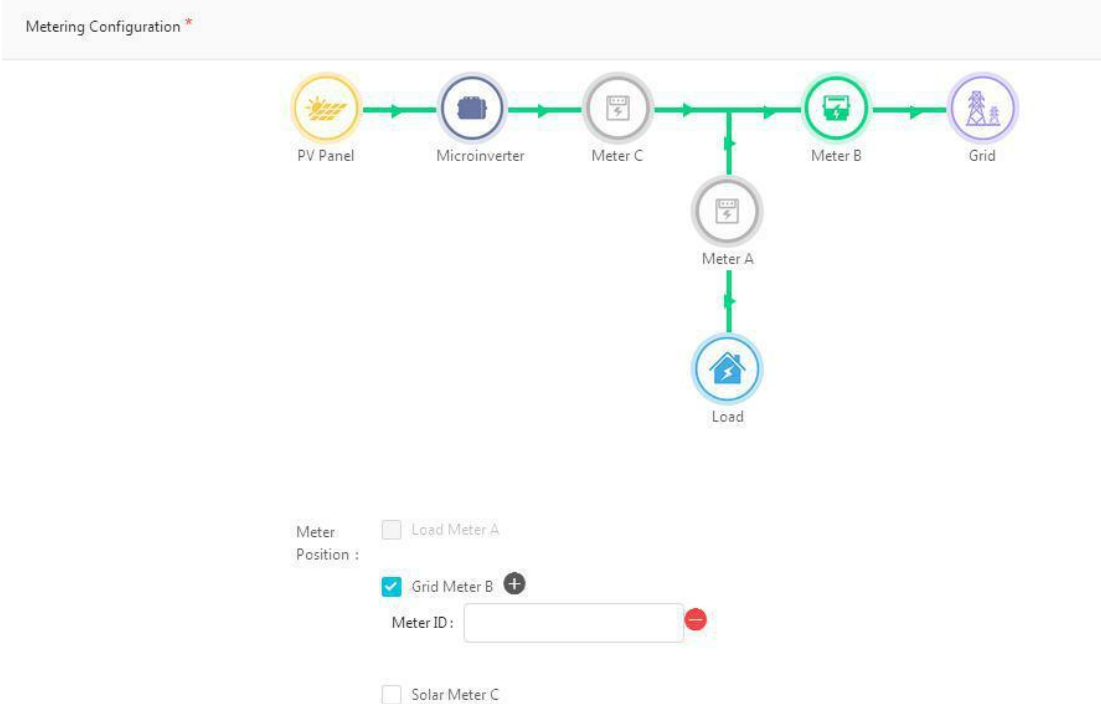 Metering Configuration *
PV Panel
Microinverter
Meter C
Meter B
Grid
Meter A
Load
Meter
Position :
Load Meter A
Grid Meter B
Meter ID :
Solar Meter C